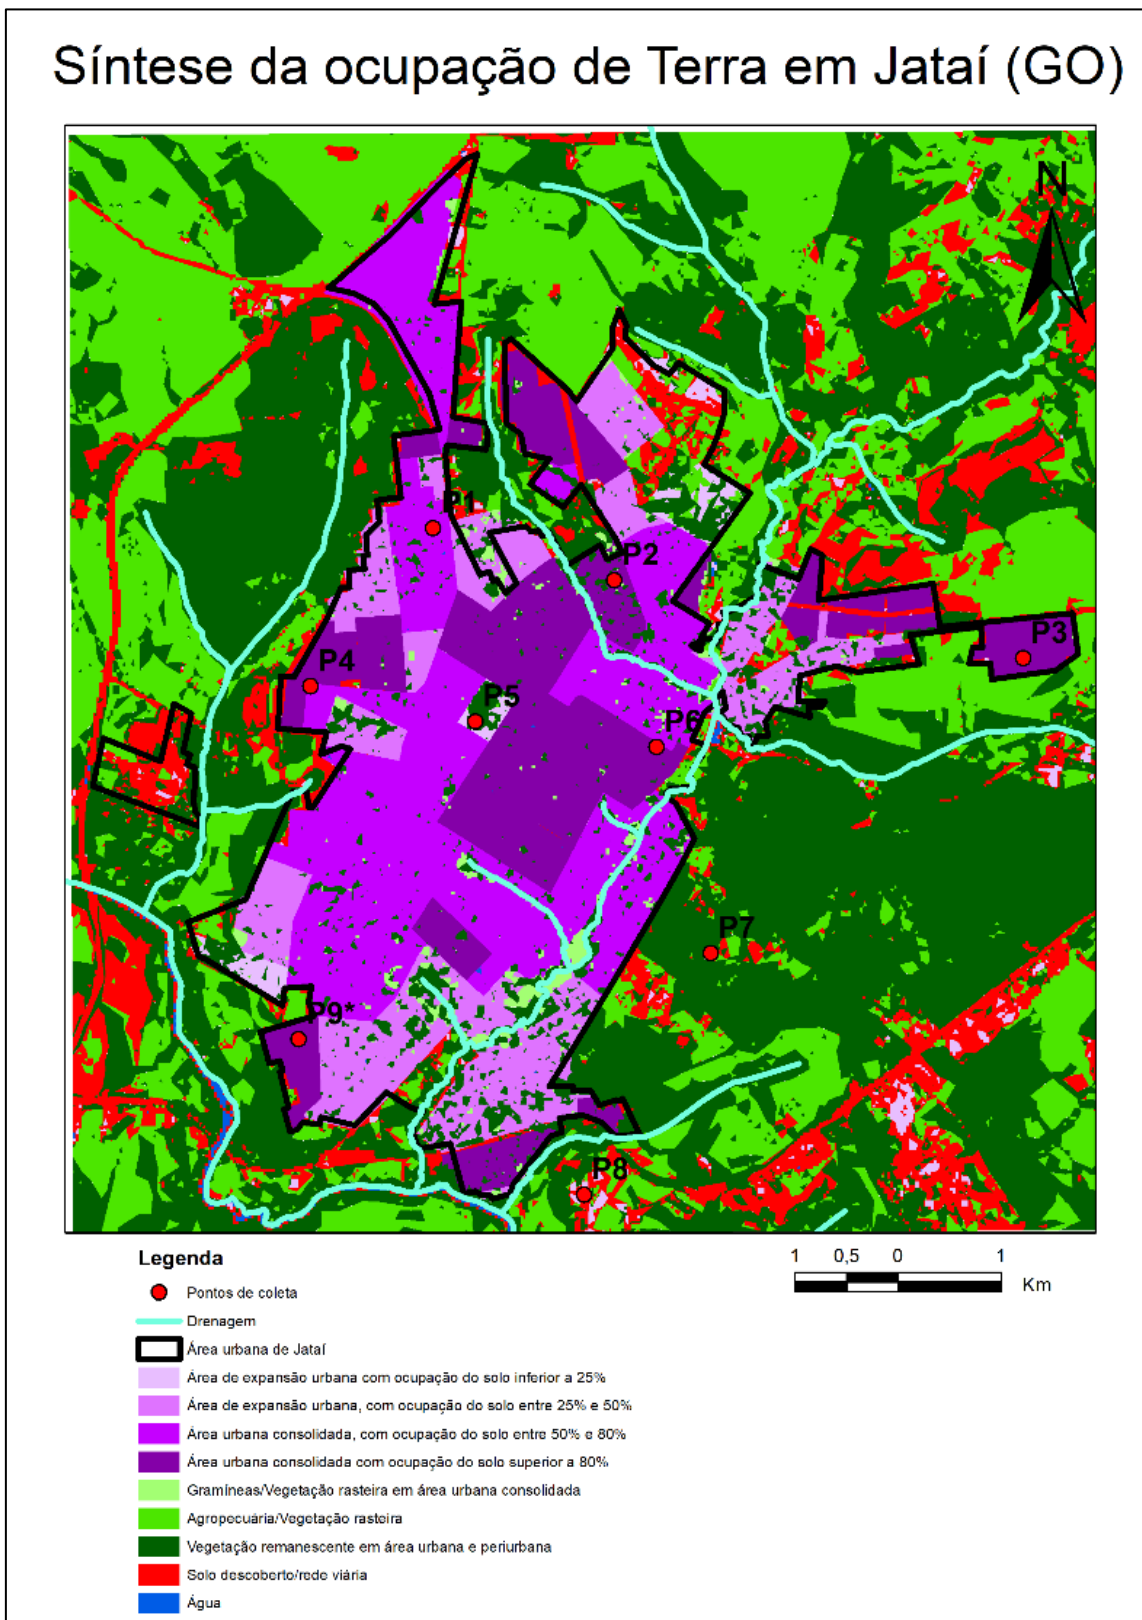 Síntese da ocupação de Terra em Jataí (GO)
N
P1
P2
P3
P4
P5
P6
P7
P9*
P8
Legenda
1 0,5 0 1
Km
Pontos de coleta
Drenagem
Área urbana de Jataí
Área de expansão urbana com ocupação do solo inferior a 25%
Área de expansão urbana, com ocupação do solo entre 25% e 50%
Área urbana consolidada, com ocupação do solo entre 50% e 80%
Área urbana consolidada com ocupação do solo superior a 80%
Gramíneas/Vegetação rasteira em área urbana consolidada
Agropecuária/Vegetação rasteira
Vegetação remanescente em área urbana e periurbana
Solo descoberto/rede viária
Água